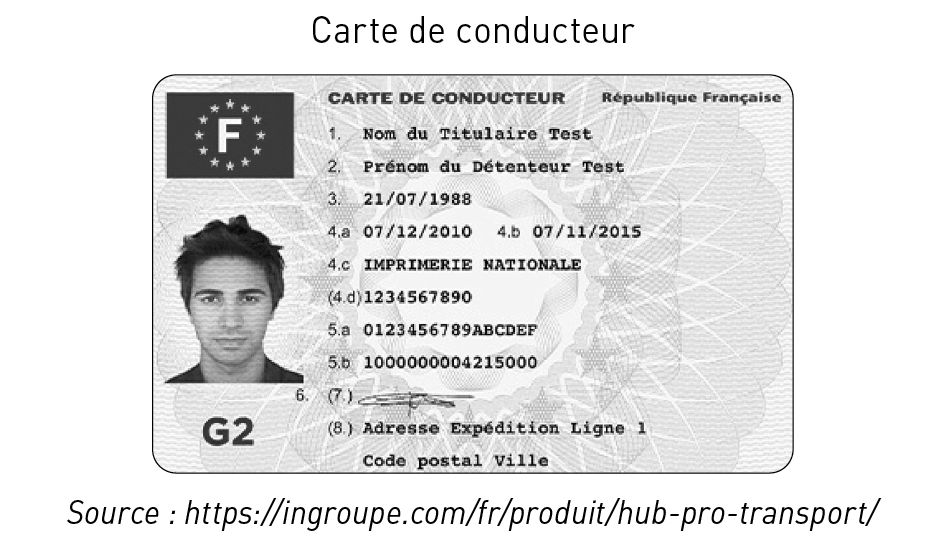 Carte de conducteur
F
CARTE DE CONDUCTEUR République Française
1. Nom du Titulaire Test
2. Prénom du Détenteur Test
3. 21/07/1988
4.a 07/12/2010 4.b 07/11/2015
4.c IMPRIMERIE NATIONALE
(4.d) 1234567890
5.a 0123456789ABCDEF
5.b 1000000004215000
6. (7.)
G2
(8.) Adresse Expédition Ligne 1
Code postal Ville
Source : https://ingroupe.com/fr/produit/hub-pro-transport/